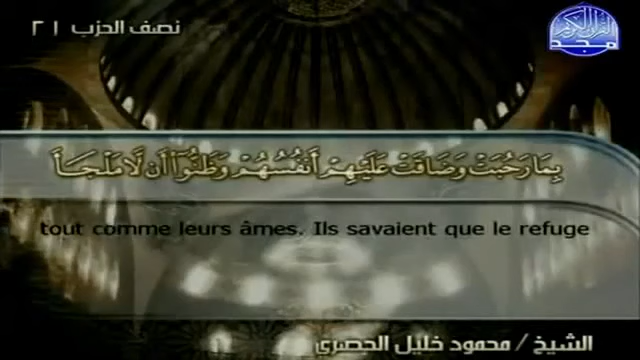 نصف الحزب ٢١
القرآن الكريم
مجد
بِمَا رَحُبَتْ وَضَاقَتْ عَلَيْهِمْ أَنفُسُهُمْ وَظَنُّوٓا۟ أَن لَّا مَلْجَأَ
tout comme leurs âmes. Ils savaient que le refuge
الشيخ / محمود خليل الحصري